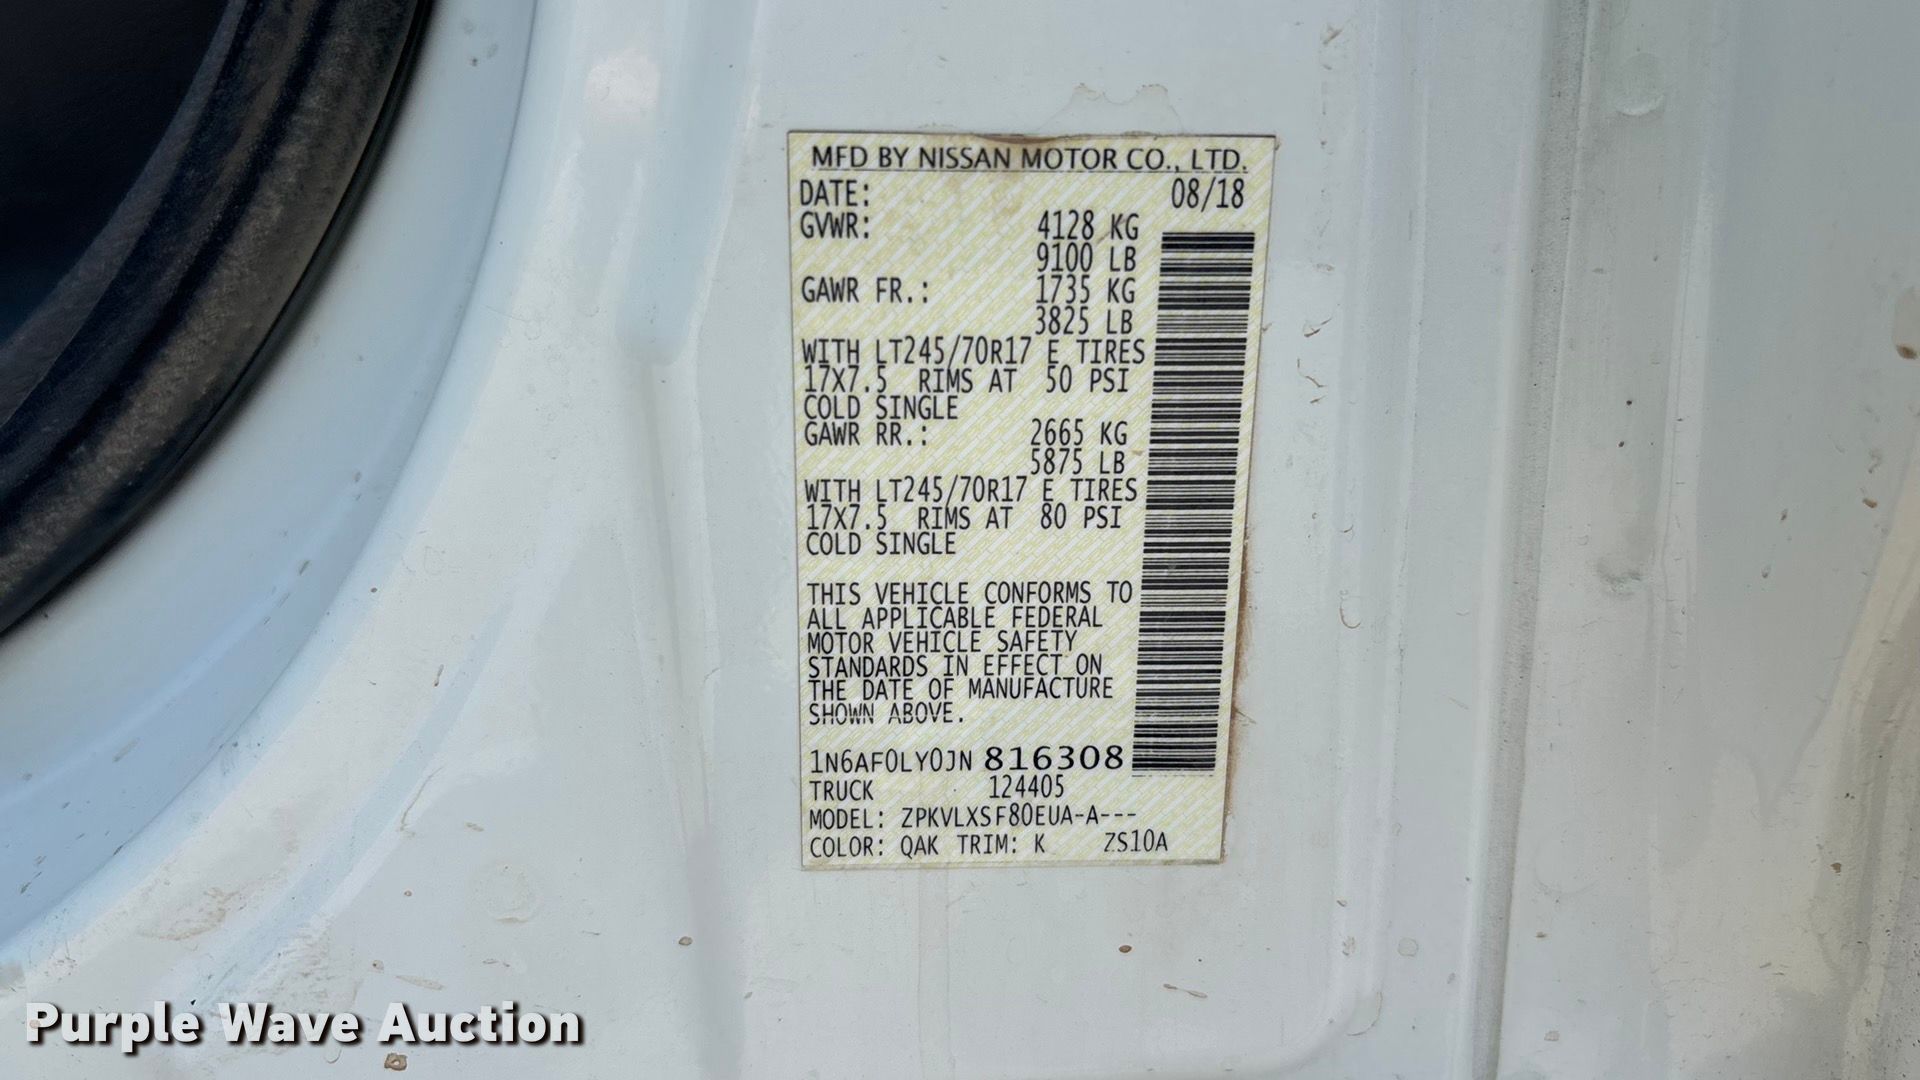 MFD BY NISSAN MOTOR CO., LTD.
DATE: 08/18
GVWR: 4128 KG
9100 LB
GAWR FR.: 1735 KG
3825 LB
WITH LT245/70R17 E TIRES
17X7.5 RIMS AT 50 PSI
COLD SINGLE
GAWR RR.: 2665 KG
5875 LB
WITH LT245/70R17 E TIRES
17X7.5 RIMS AT 80 PSI
COLD SINGLE
THIS VEHICLE CONFORMS TO
ALL APPLICABLE FEDERAL
MOTOR VEHICLE SAFETY
STANDARDS IN EFFECT ON
THE DATE OF MANUFACTURE
SHOWN ABOVE.
1N6AF0LY0JN 816308
TRUCK 124405
MODEL: ZPKVLXSF80EUA-A---
COLOR: QAK TRIM: K ZS10A
Purple Wave Auction